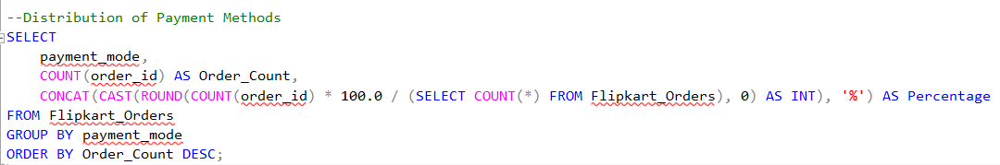 --Distribution of Payment Methods
SELECT
payment_mode,
COUNT(order_id) AS Order_Count,
CONCAT(CAST(ROUND(COUNT(order_id) * 100.0 / (SELECT COUNT(*) FROM Flipkart_Orders), 0) AS INT), '%') AS Percentage
FROM Flipkart_Orders
GROUP BY payment_mode
ORDER BY Order_Count DESC;